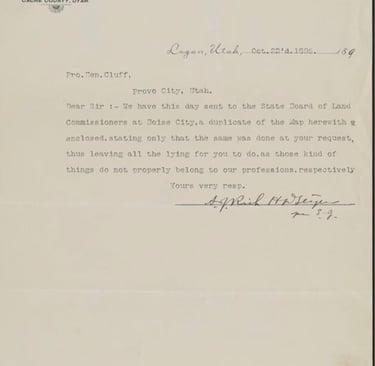 CACHE COUNTY, UTAH
Logan, Utah, Oct. 22'd. 1896. 189
Pro. Ben. Cluff.
Provo City, Utah.
Dear Sir :- We have this day sent to the State Board of Land
Commissioners at Boise City, a duplicate of the Map herewith
enclosed. stating only that the same was done at your request,
thus leaving all the lying for you to do. as those kind of
things do not properly belong to our professions. respectively
Yours very resp.
S. J. Rich